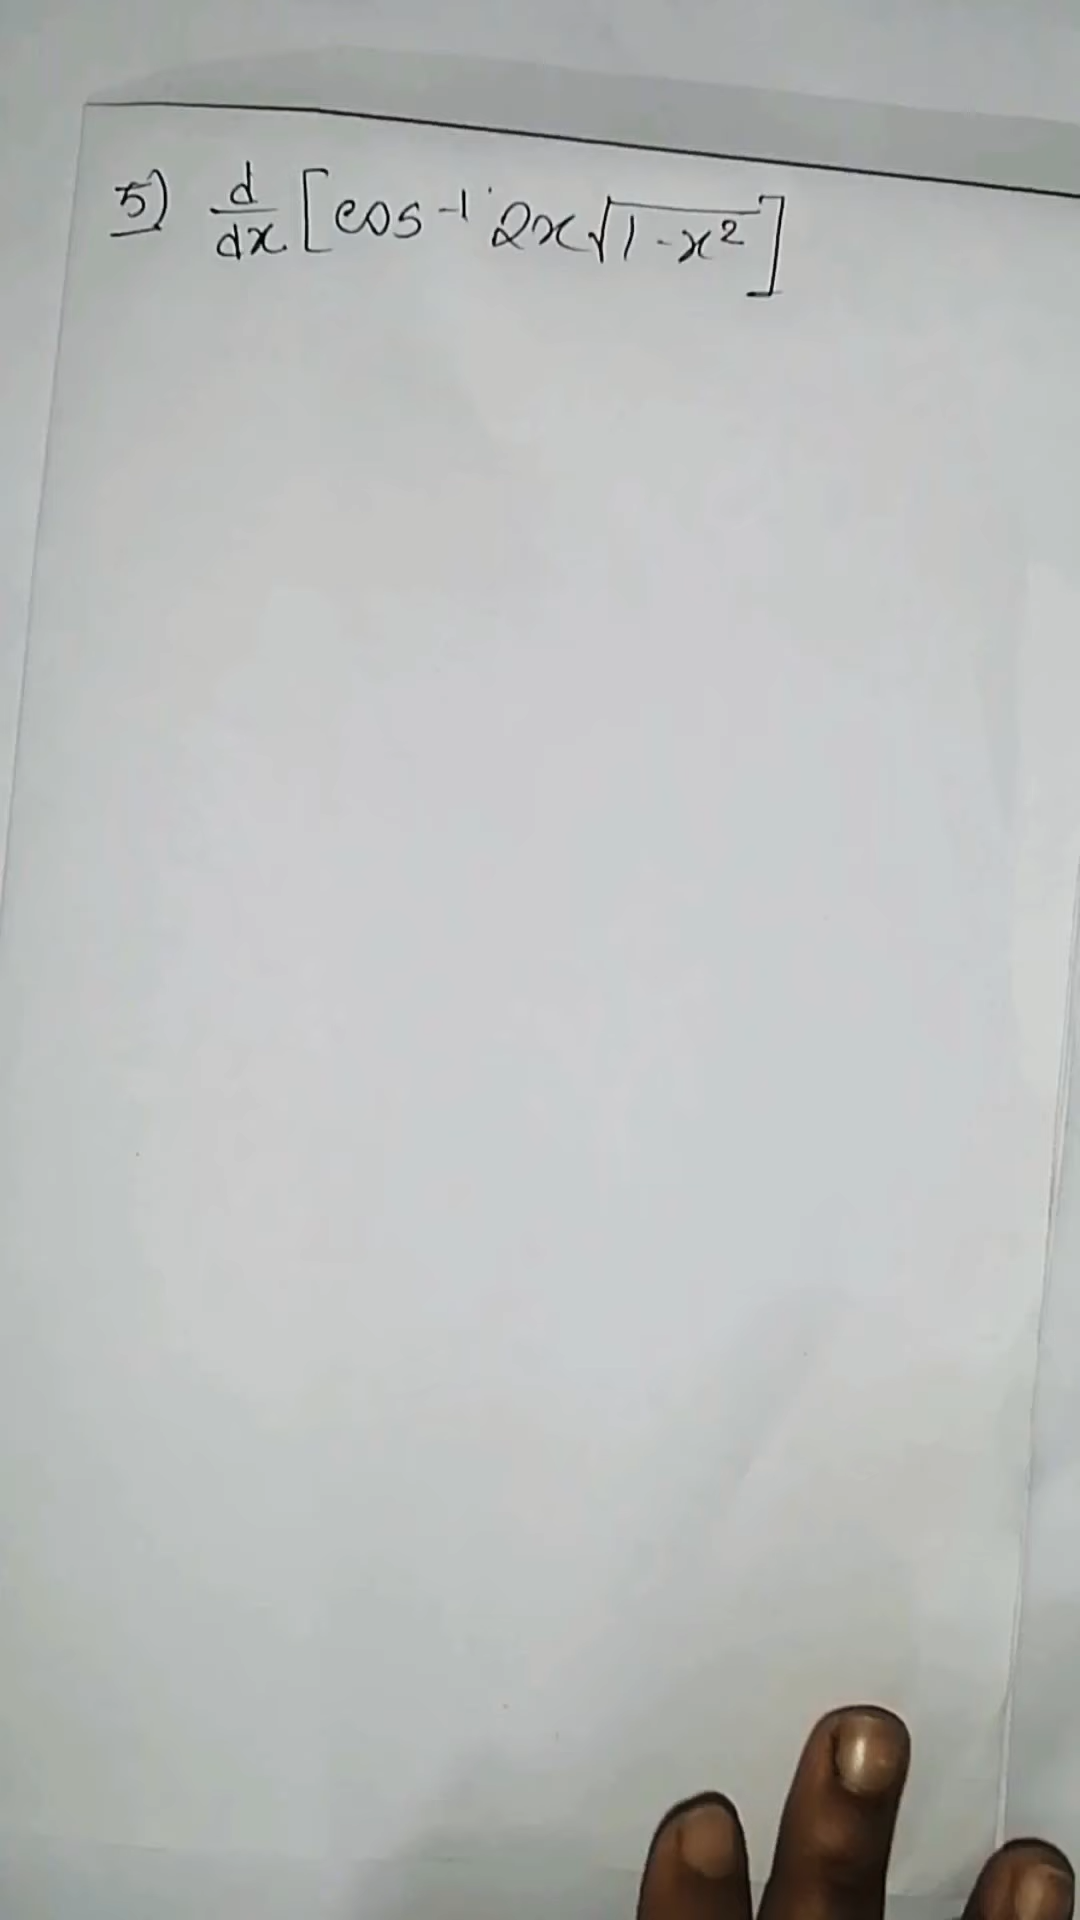 5) d/dx [cos⁻¹ 2x√(1-x²)]